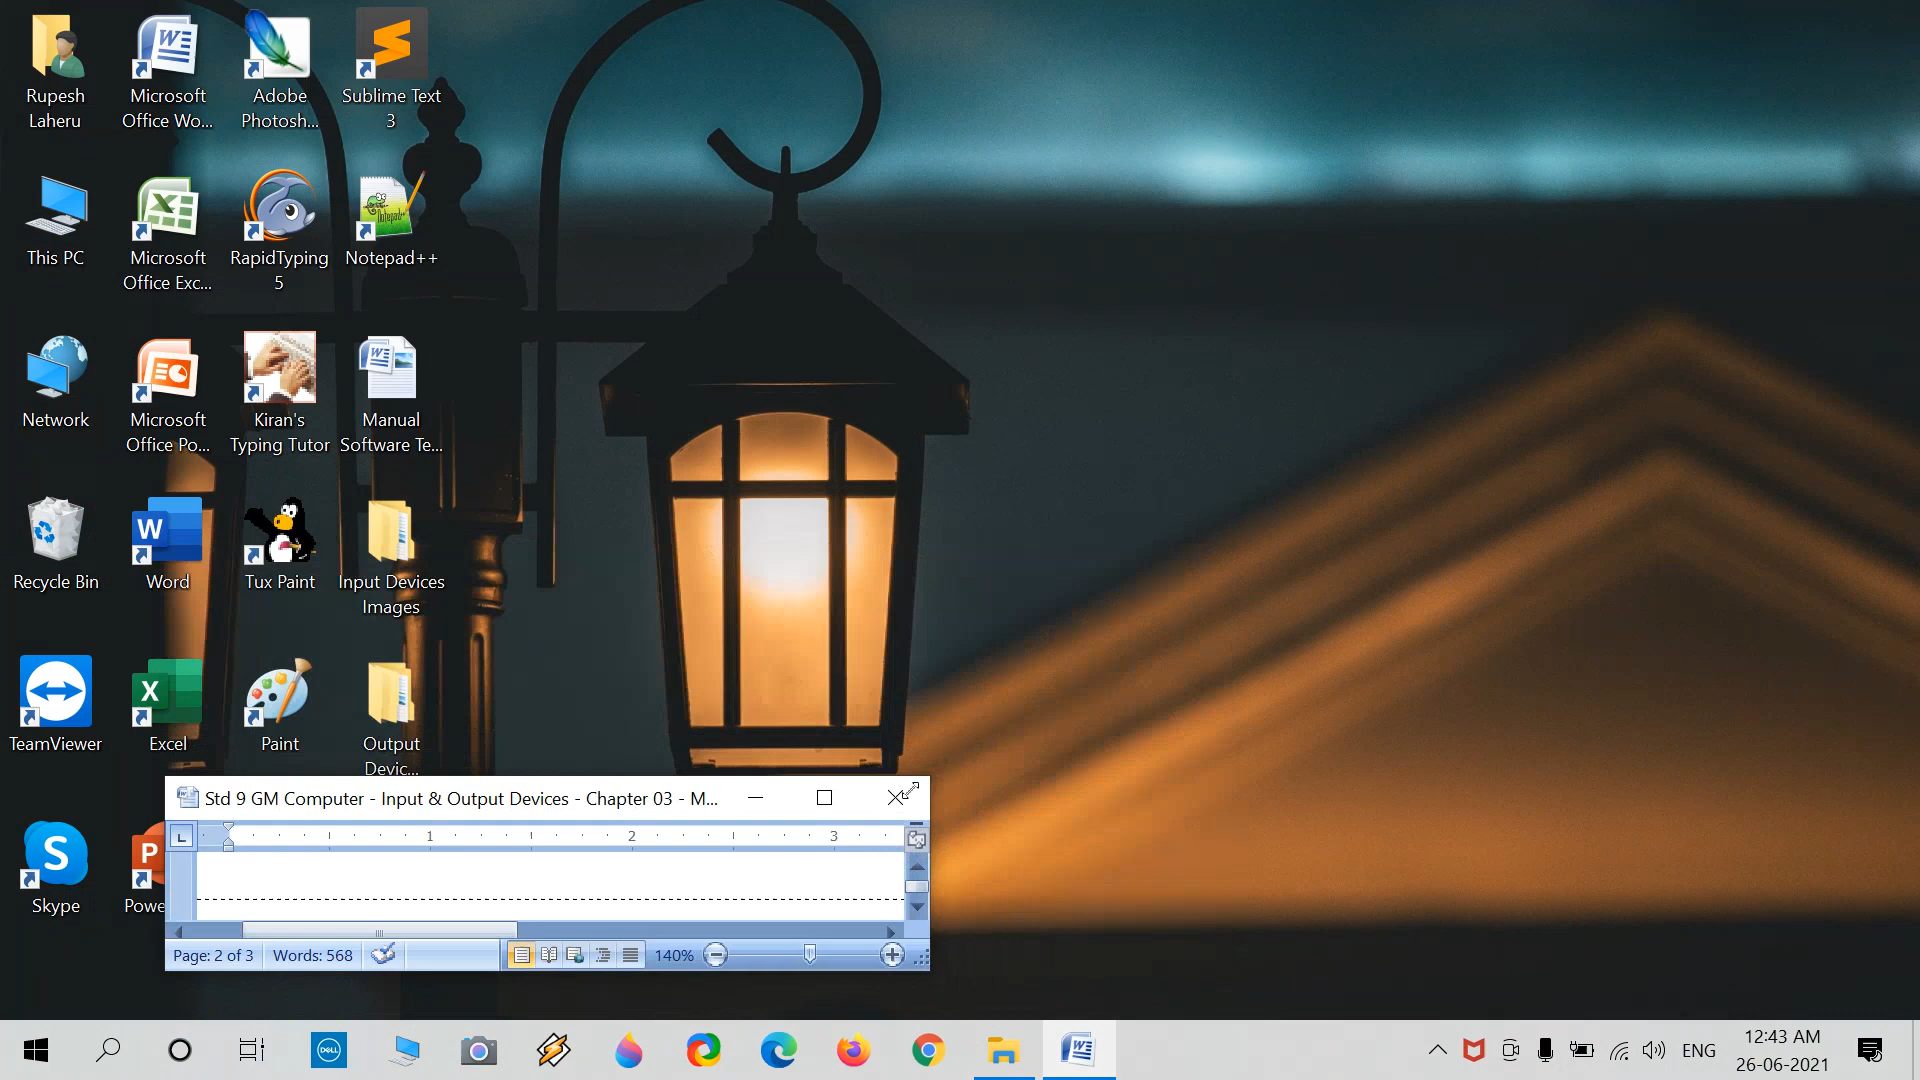 Rupesh
Laheru
Microsoft
Office Wo...
Adobe
Photosh...
Sublime Text
3
This PC
Microsoft
Office Exc...
RapidTyping
5
Notepad++
Network
Microsoft
Office Po...
Kiran's
Typing Tutor
Manual
Software Te...
Recycle Bin
Word
Tux Paint
Input Devices
Images
TeamViewer
Excel
Paint
Output
Devic...
Skype
Powe
Std 9 GM Computer - Input & Output Devices - Chapter 03 - M...
1 2 3
Page: 2 of 3 Words: 568 140%
DELL
ENG
12:43 AM
26-06-2021